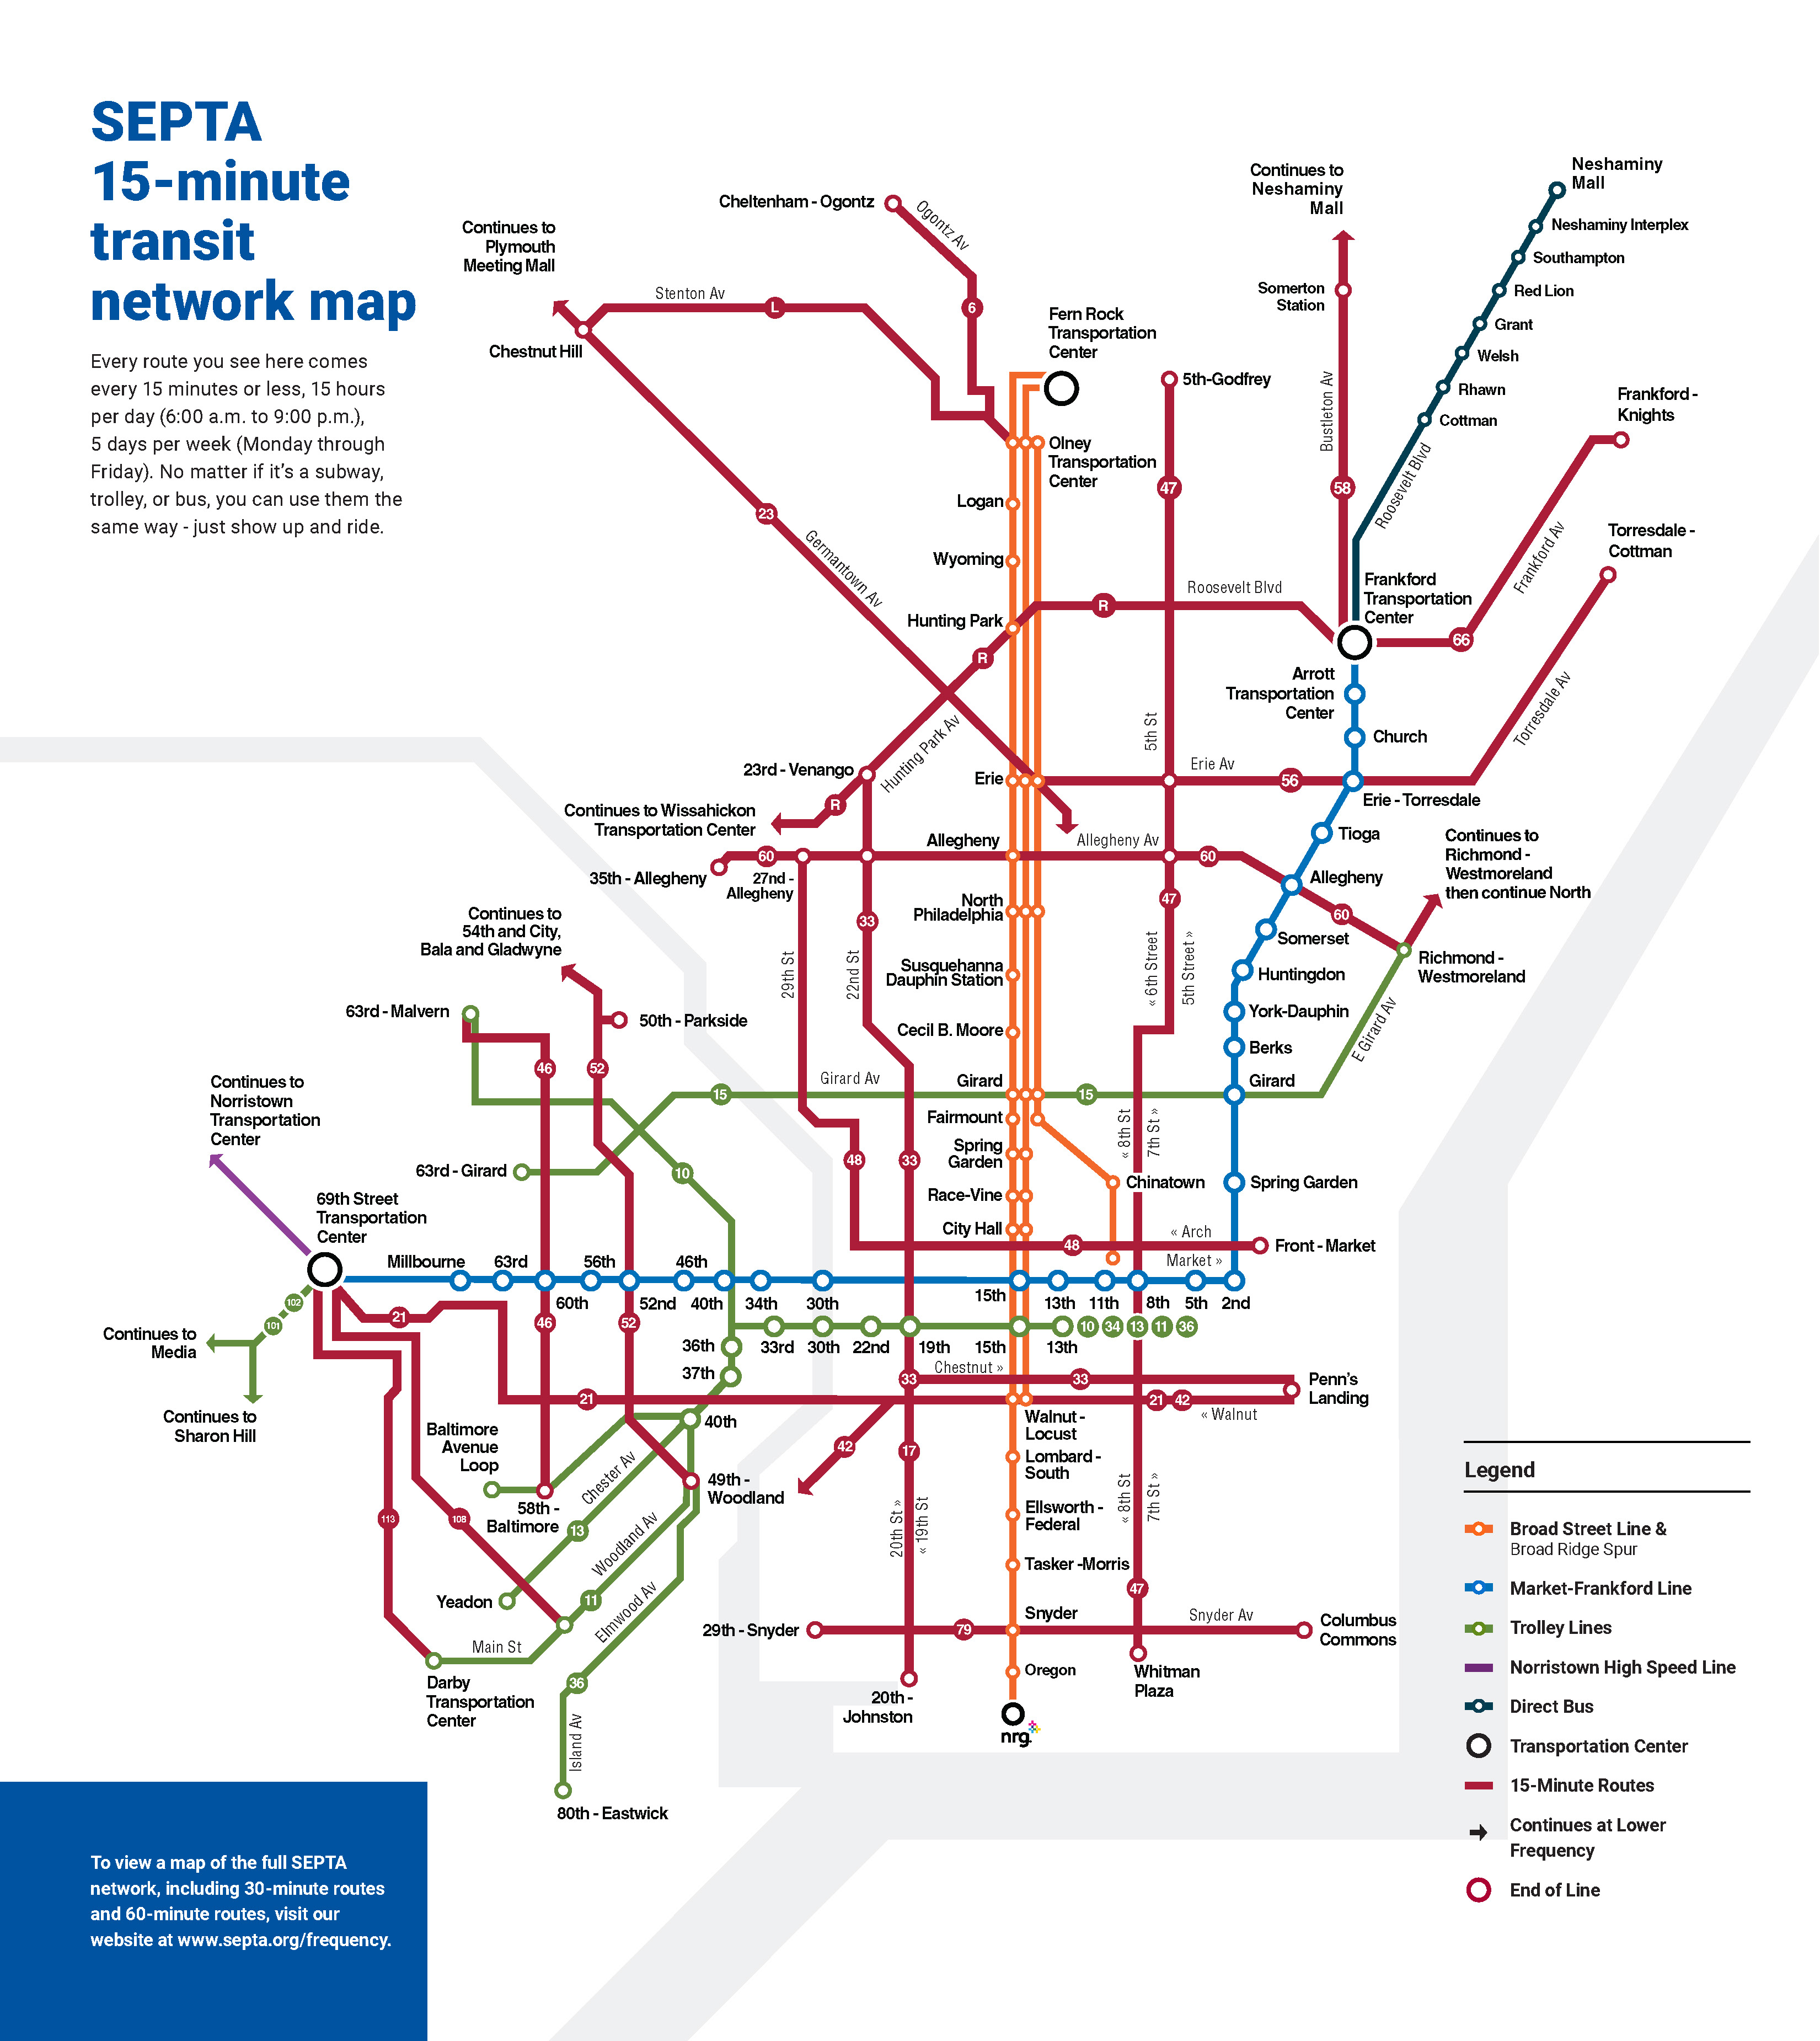 SEPTA
15-minute
transit
network map
Every route you see here comes
every 15 minutes or less, 15 hours
per day (6:00 a.m. to 9:00 p.m.),
5 days per week (Monday through
Friday). No matter if it's a subway,
trolley, or bus, you can use them the
same way - just show up and ride.
Continues to
Plymouth
Meeting Mall
Chestnut Hill
Stenton Av
L
Cheltenham - Ogontz
Ogontz Av
6
Fern Rock
Transportation
Center
Olney
Transportation
Center
5th-Godfrey
47
Continues to
Neshaminy
Mall
Somerton
Station
Bustleton Av
58
Neshaminy
Mall
Neshaminy Interplex
Southampton
Red Lion
Grant
Welsh
Rhawn
Cottman
Roosevelt Blvd
Frankford -
Knights
Frankford Av
66
Torresdale -
Cottman
Torresdale Av
Frankford
Transportation
Center
Arrott
Transportation
Center
Church
Erie - Torresdale
Tioga
Allegheny
Somerset
Huntingdon
York-Dauphin
Berks
Girard
Spring Garden
23
Germantown Av
Logan
Wyoming
Hunting Park
R
Roosevelt Blvd
R
Hunting Park Av
23rd - Venango
R
Continues to Wissahickon
Transportation Center
5th St
Erie
Erie Av
56
Allegheny
Allegheny Av
60
60
60
35th - Allegheny
27nd -
Allegheny
Continues to
Richmond -
Westmoreland
then continue North
Richmond -
Westmoreland
E Girard Av
North
Philadelphia
Susquehanna
Dauphin Station
Cecil B. Moore
Girard
Fairmount
Spring
Garden
Race-Vine
City Hall
33
29th St
22nd St
47
« 6th Street
5th Street »
Continues to
54th and City,
Bala and Gladwyne
63rd - Malvern
50th - Parkside
46
52
15
Girard Av
15
63rd - Girard
10
48
33
« 8th St
7th St »
Chinatown
« Arch
48
Front - Market
Market »
Continues to
Norristown
Transportation
Center
69th Street
Transportation
Center
Millbourne
63rd
60th
56th
52nd
46th
40th
34th
30th
15th
13th
11th
8th
5th
2nd
102
101
Continues to
Media
Continues to
Sharon Hill
21
46
52
36th
37th
33rd
30th
22nd
19th
15th
13th
10
34
13
11
36
Chestnut »
33
33
Penn's
Landing
21
21
42
« Walnut
42
40th
Baltimore
Avenue
Loop
58th -
Baltimore
Chester Av
13
49th -
Woodland
Woodland Av
11
Elmwood Av
36
113
108
Yeadon
Main St
Darby
Transportation
Center
Island Av
80th - Eastwick
17
20th St »
« 19th St
Walnut -
Locust
Lombard -
South
Ellsworth -
Federal
Tasker -Morris
Snyder
Oregon
nrg
« 8th St
7th St »
47
29th - Snyder
79
Snyder Av
Columbus
Commons
20th -
Johnston
Whitman
Plaza
Legend
Broad Street Line &
Broad Ridge Spur
Market-Frankford Line
Trolley Lines
Norristown High Speed Line
Direct Bus
Transportation Center
15-Minute Routes
Continues at Lower
Frequency
End of Line
To view a map of the full SEPTA
network, including 30-minute routes
and 60-minute routes, visit our
website at www.septa.org/frequency.